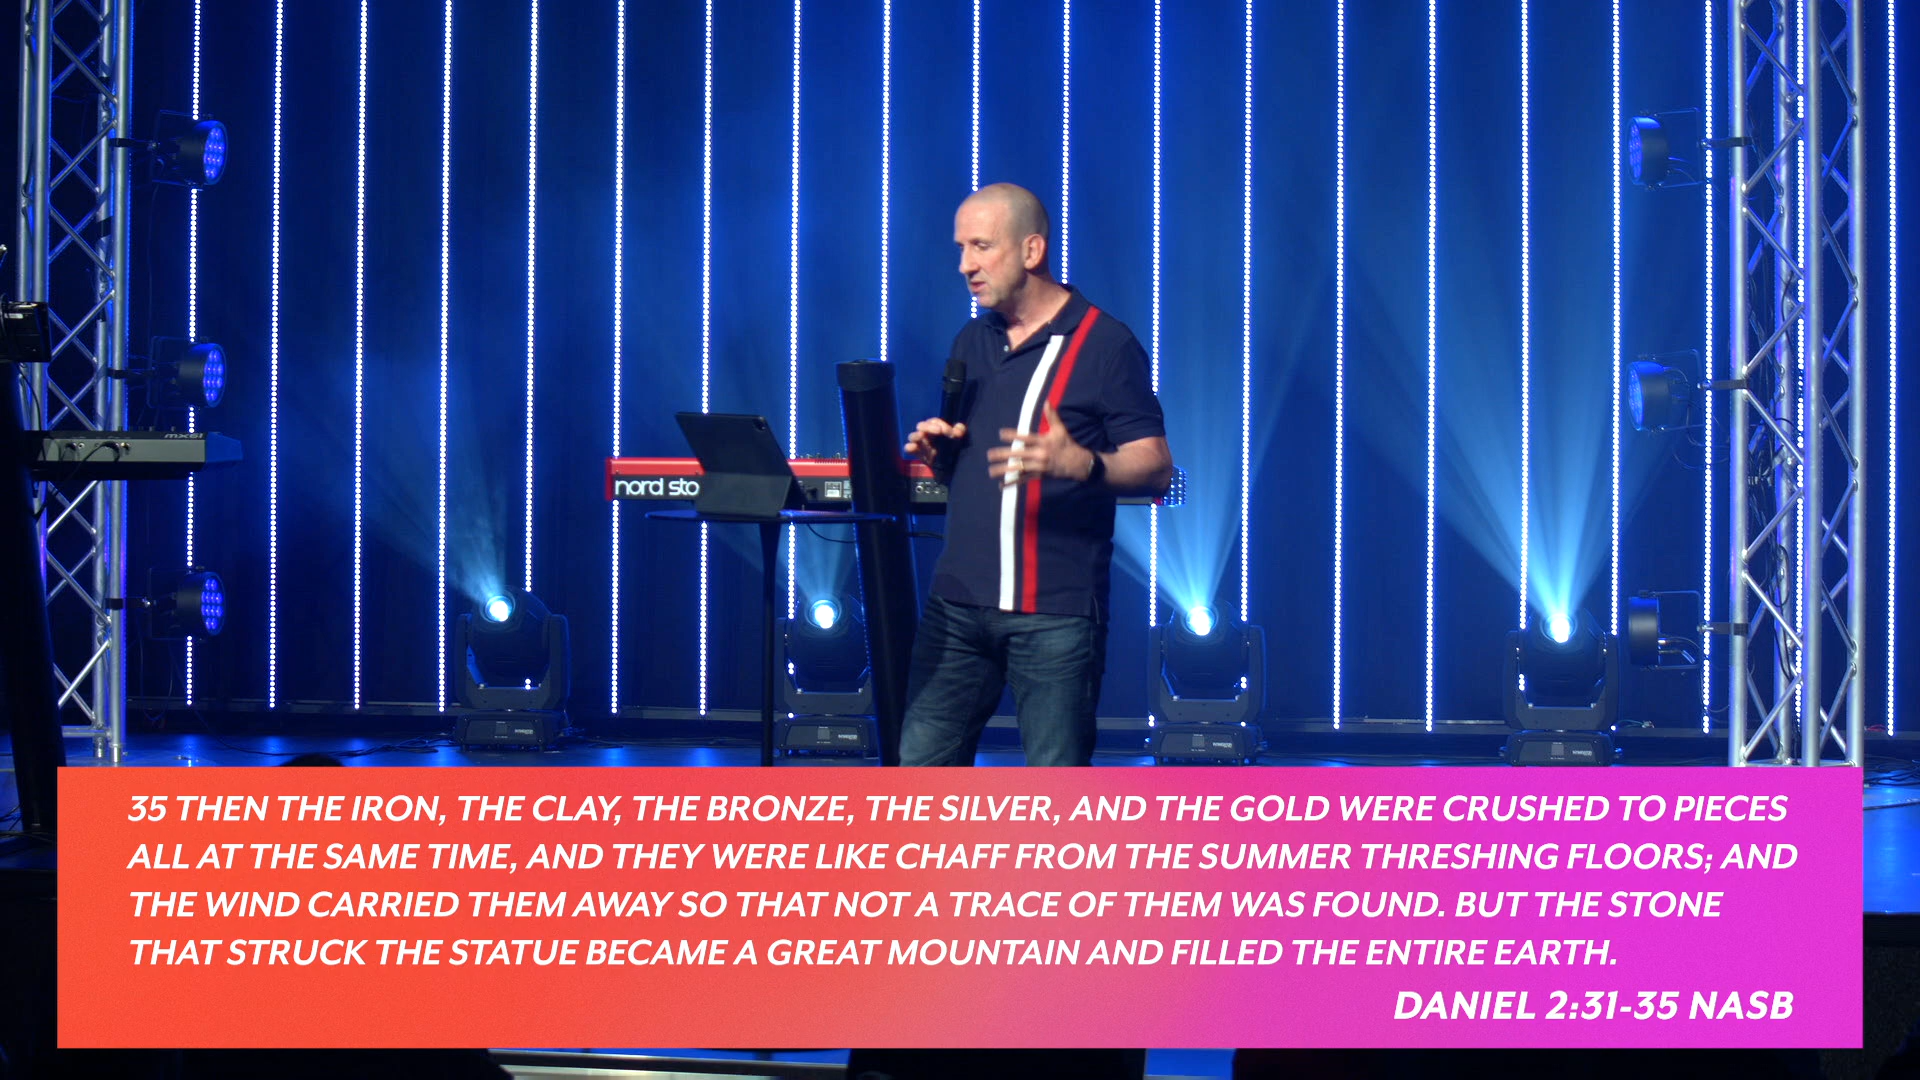 mx61
nord sto
35 THEN THE IRON, THE CLAY, THE BRONZE, THE SILVER, AND THE GOLD WERE CRUSHED TO PIECES
ALL AT THE SAME TIME, AND THEY WERE LIKE CHAFF FROM THE SUMMER THRESHING FLOORS; AND
THE WIND CARRIED THEM AWAY SO THAT NOT A TRACE OF THEM WAS FOUND. BUT THE STONE
THAT STRUCK THE STATUE BECAME A GREAT MOUNTAIN AND FILLED THE ENTIRE EARTH.
DANIEL 2:31-35 NASB